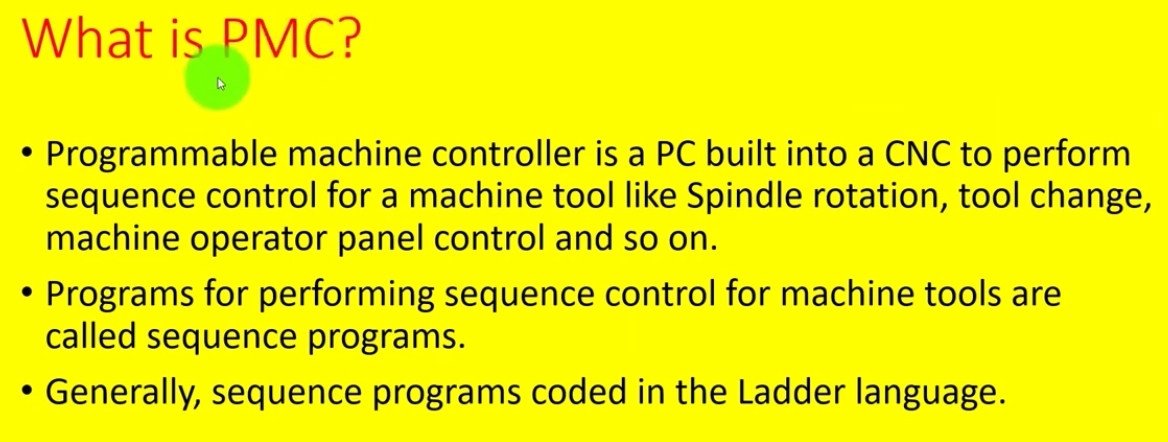 What is PMC?
• Programmable machine controller is a PC built into a CNC to perform
sequence control for a machine tool like Spindle rotation, tool change,
machine operator panel control and so on.
• Programs for performing sequence control for machine tools are
called sequence programs.
• Generally, sequence programs coded in the Ladder language.